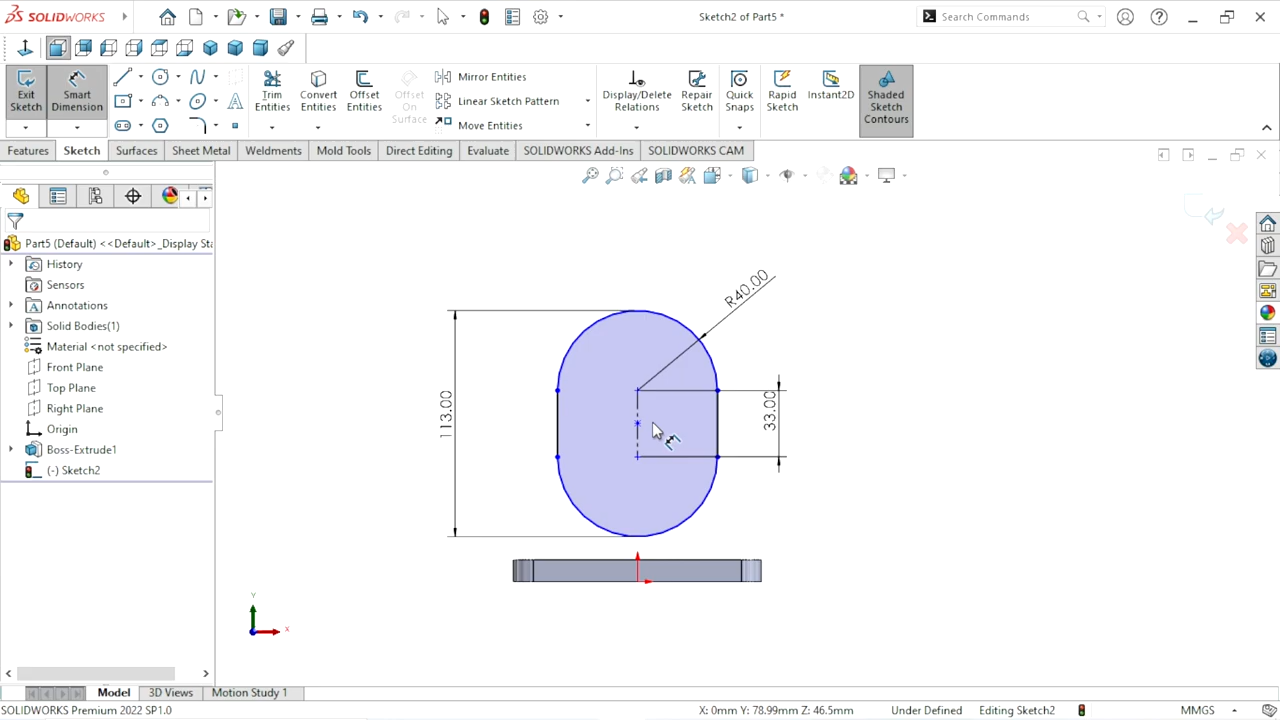 SOLIDWORKS
Sketch2 of Part5 *
Search Commands
Exit Sketch
Smart Dimension
Trim Entities
Convert Entities
Offset Entities
Offset On Surface
Mirror Entities
Linear Sketch Pattern
Move Entities
Display/Delete Relations
Repair Sketch
Quick Snaps
Rapid Sketch
Instant2D
Shaded Sketch Contours
Features
Sketch
Surfaces
Sheet Metal
Weldments
Mold Tools
Direct Editing
Evaluate
SOLIDWORKS Add-Ins
SOLIDWORKS CAM
Part5 (Default) <<Default>_Display Sta
History
Sensors
Annotations
Solid Bodies(1)
Material <not specified>
Front Plane
Top Plane
Right Plane
Origin
Boss-Extrude1
(-) Sketch2
R40.00
113.00
33.00
Y
X
Model
3D Views
Motion Study 1
SOLIDWORKS Premium 2022 SP1.0
X: 0mm Y: 78.99mm Z: 46.5mm
Under Defined
Editing Sketch2
MMGS